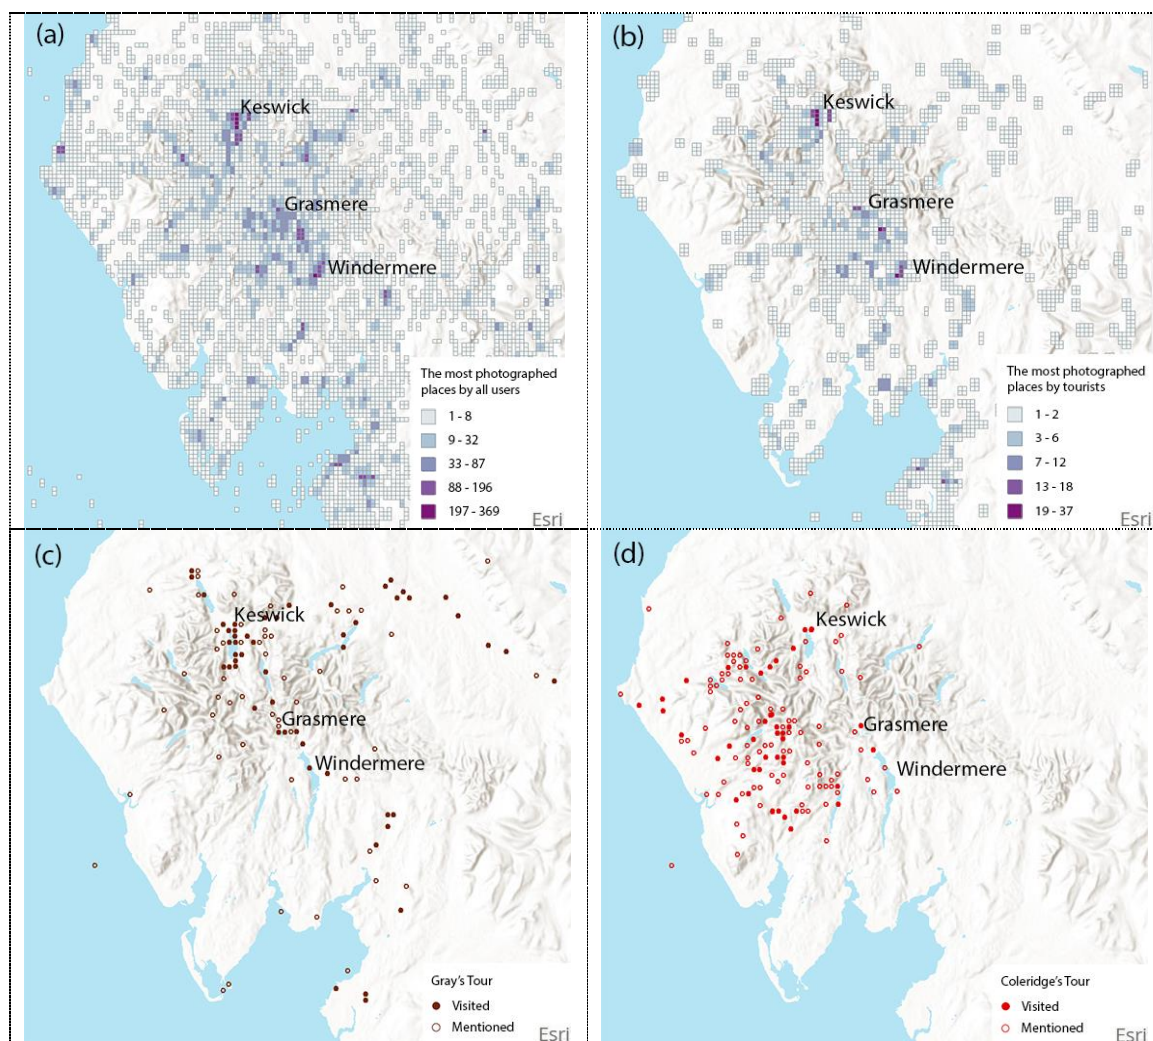 (a)
Keswick
Grasmere
Windermere
The most photographed
places by all users
1 - 8
9 - 32
33 - 87
88 - 196
197 - 369
Esri
(b)
Keswick
Grasmere
Windermere
The most photographed
places by tourists
1 - 2
3 - 6
7 - 12
13 - 18
19 - 37
Esri
(c)
Keswick
Grasmere
Windermere
Gray's Tour
Visited
Mentioned
Esri
(d)
Keswick
Grasmere
Windermere
Coleridge's Tour
Visited
Mentioned
Esri